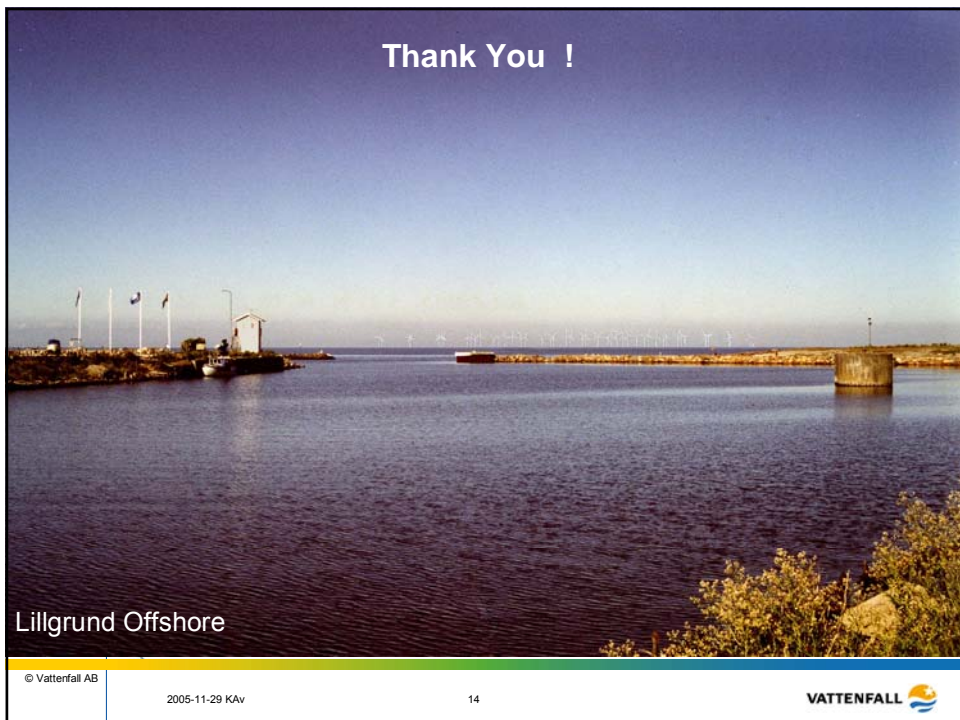 Thank You !
Lillgrund Offshore
© Vattenfall AB
2005-11-29 KAv
14
VATTENFALL